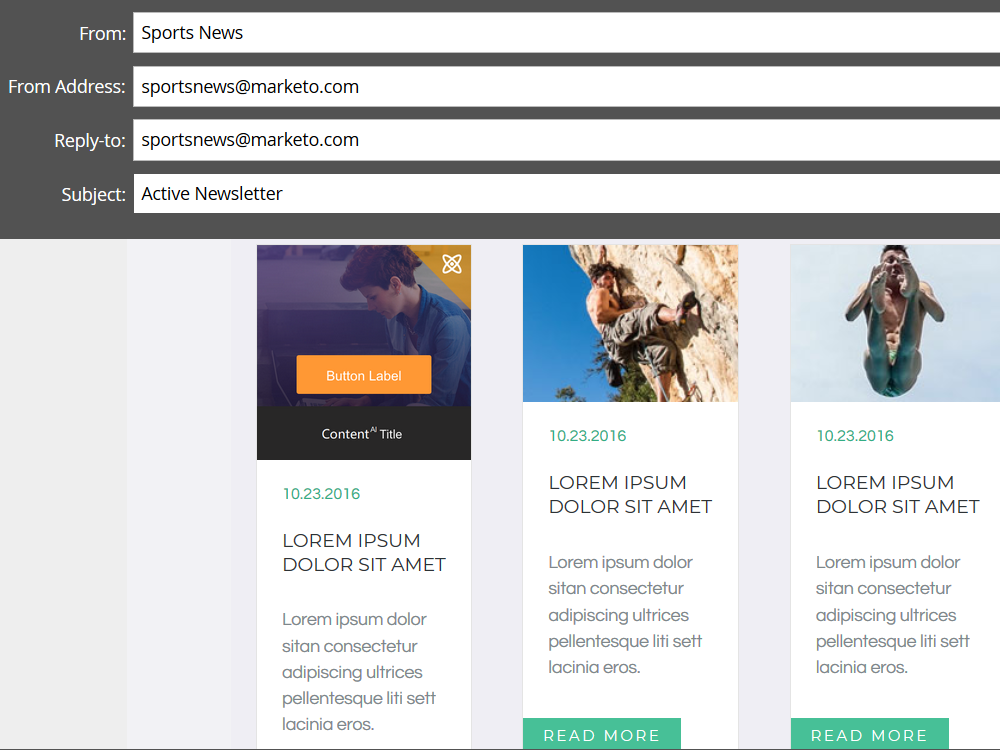 From: Sports News
From Address: sportsnews@marketo.com
Reply-to: sportsnews@marketo.com
Subject: Active Newsletter
Button Label
ContentAI Title
10.23.2016
LOREM IPSUM
DOLOR SIT AMET
Lorem ipsum dolor
sitan consectetur
adipiscing ultrices
pellentesque liti sett
lacinia eros.
10.23.2016
LOREM IPSUM
DOLOR SIT AMET
Lorem ipsum dolor
sitan consectetur
adipiscing ultrices
pellentesque liti sett
lacinia eros.
READ MORE
10.23.2016
LOREM IPSUM
DOLOR SIT AMET
Lorem ipsum dolor
sitan consectetur
adipiscing ultrices
pellentesque liti sett
lacinia eros.
READ MORE